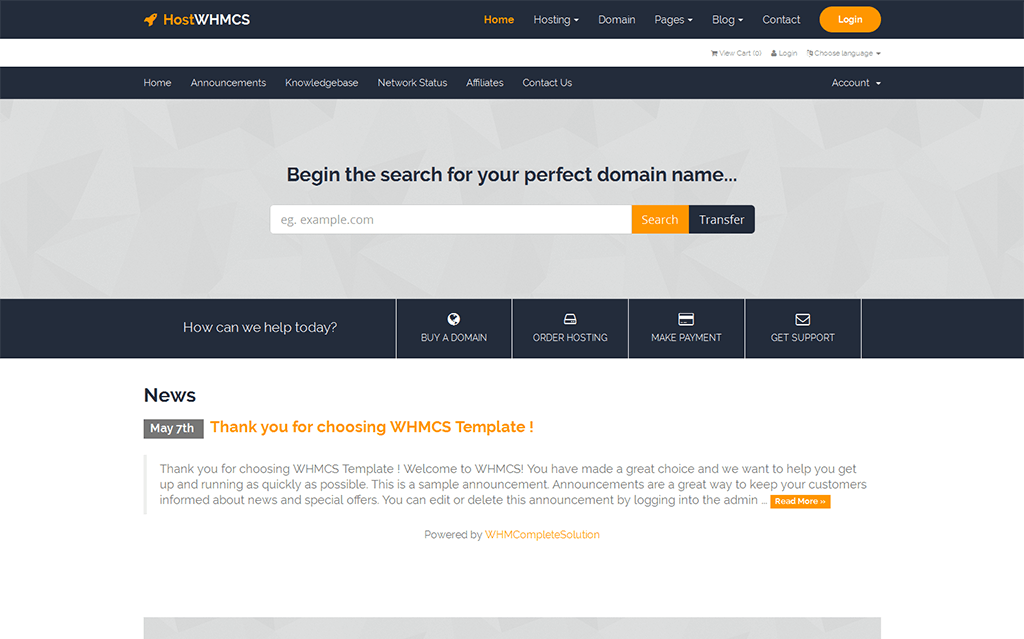 HostWHMCS Home Hosting Domain Pages Blog Contact Login
View Cart (0) Login Choose language
Home Announcements Knowledgebase Network Status Affiliates Contact Us Account
Begin the search for your perfect domain name...
eg. example.com Search Transfer
How can we help today? BUY A DOMAIN ORDER HOSTING MAKE PAYMENT GET SUPPORT
News
May 7th Thank you for choosing WHMCS Template !
Thank you for choosing WHMCS Template ! Welcome to WHMCS! You have made a great choice and we want to help you get
up and running as quickly as possible. This is a sample announcement. Announcements are a great way to keep your customers
informed about news and special offers. You can edit or delete this announcement by logging into the admin ... Read More »
Powered by WHMCompleteSolution